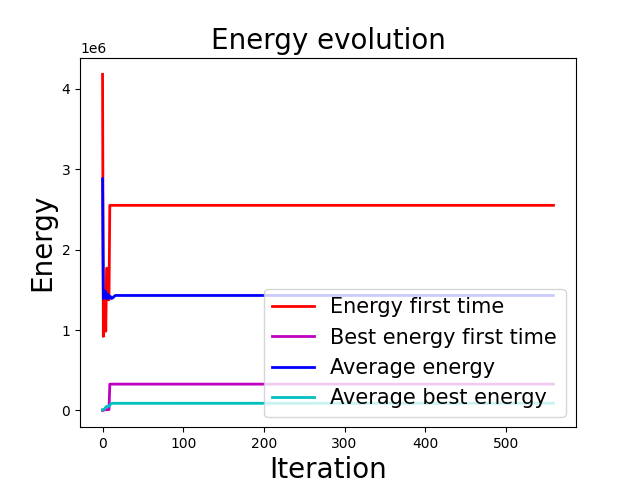 Energy evolution
1e6
4
3
2
1
0
Energy
0 100 200 300 400 500
Iteration
Energy first time
Best energy first time
Average energy
Average best energy